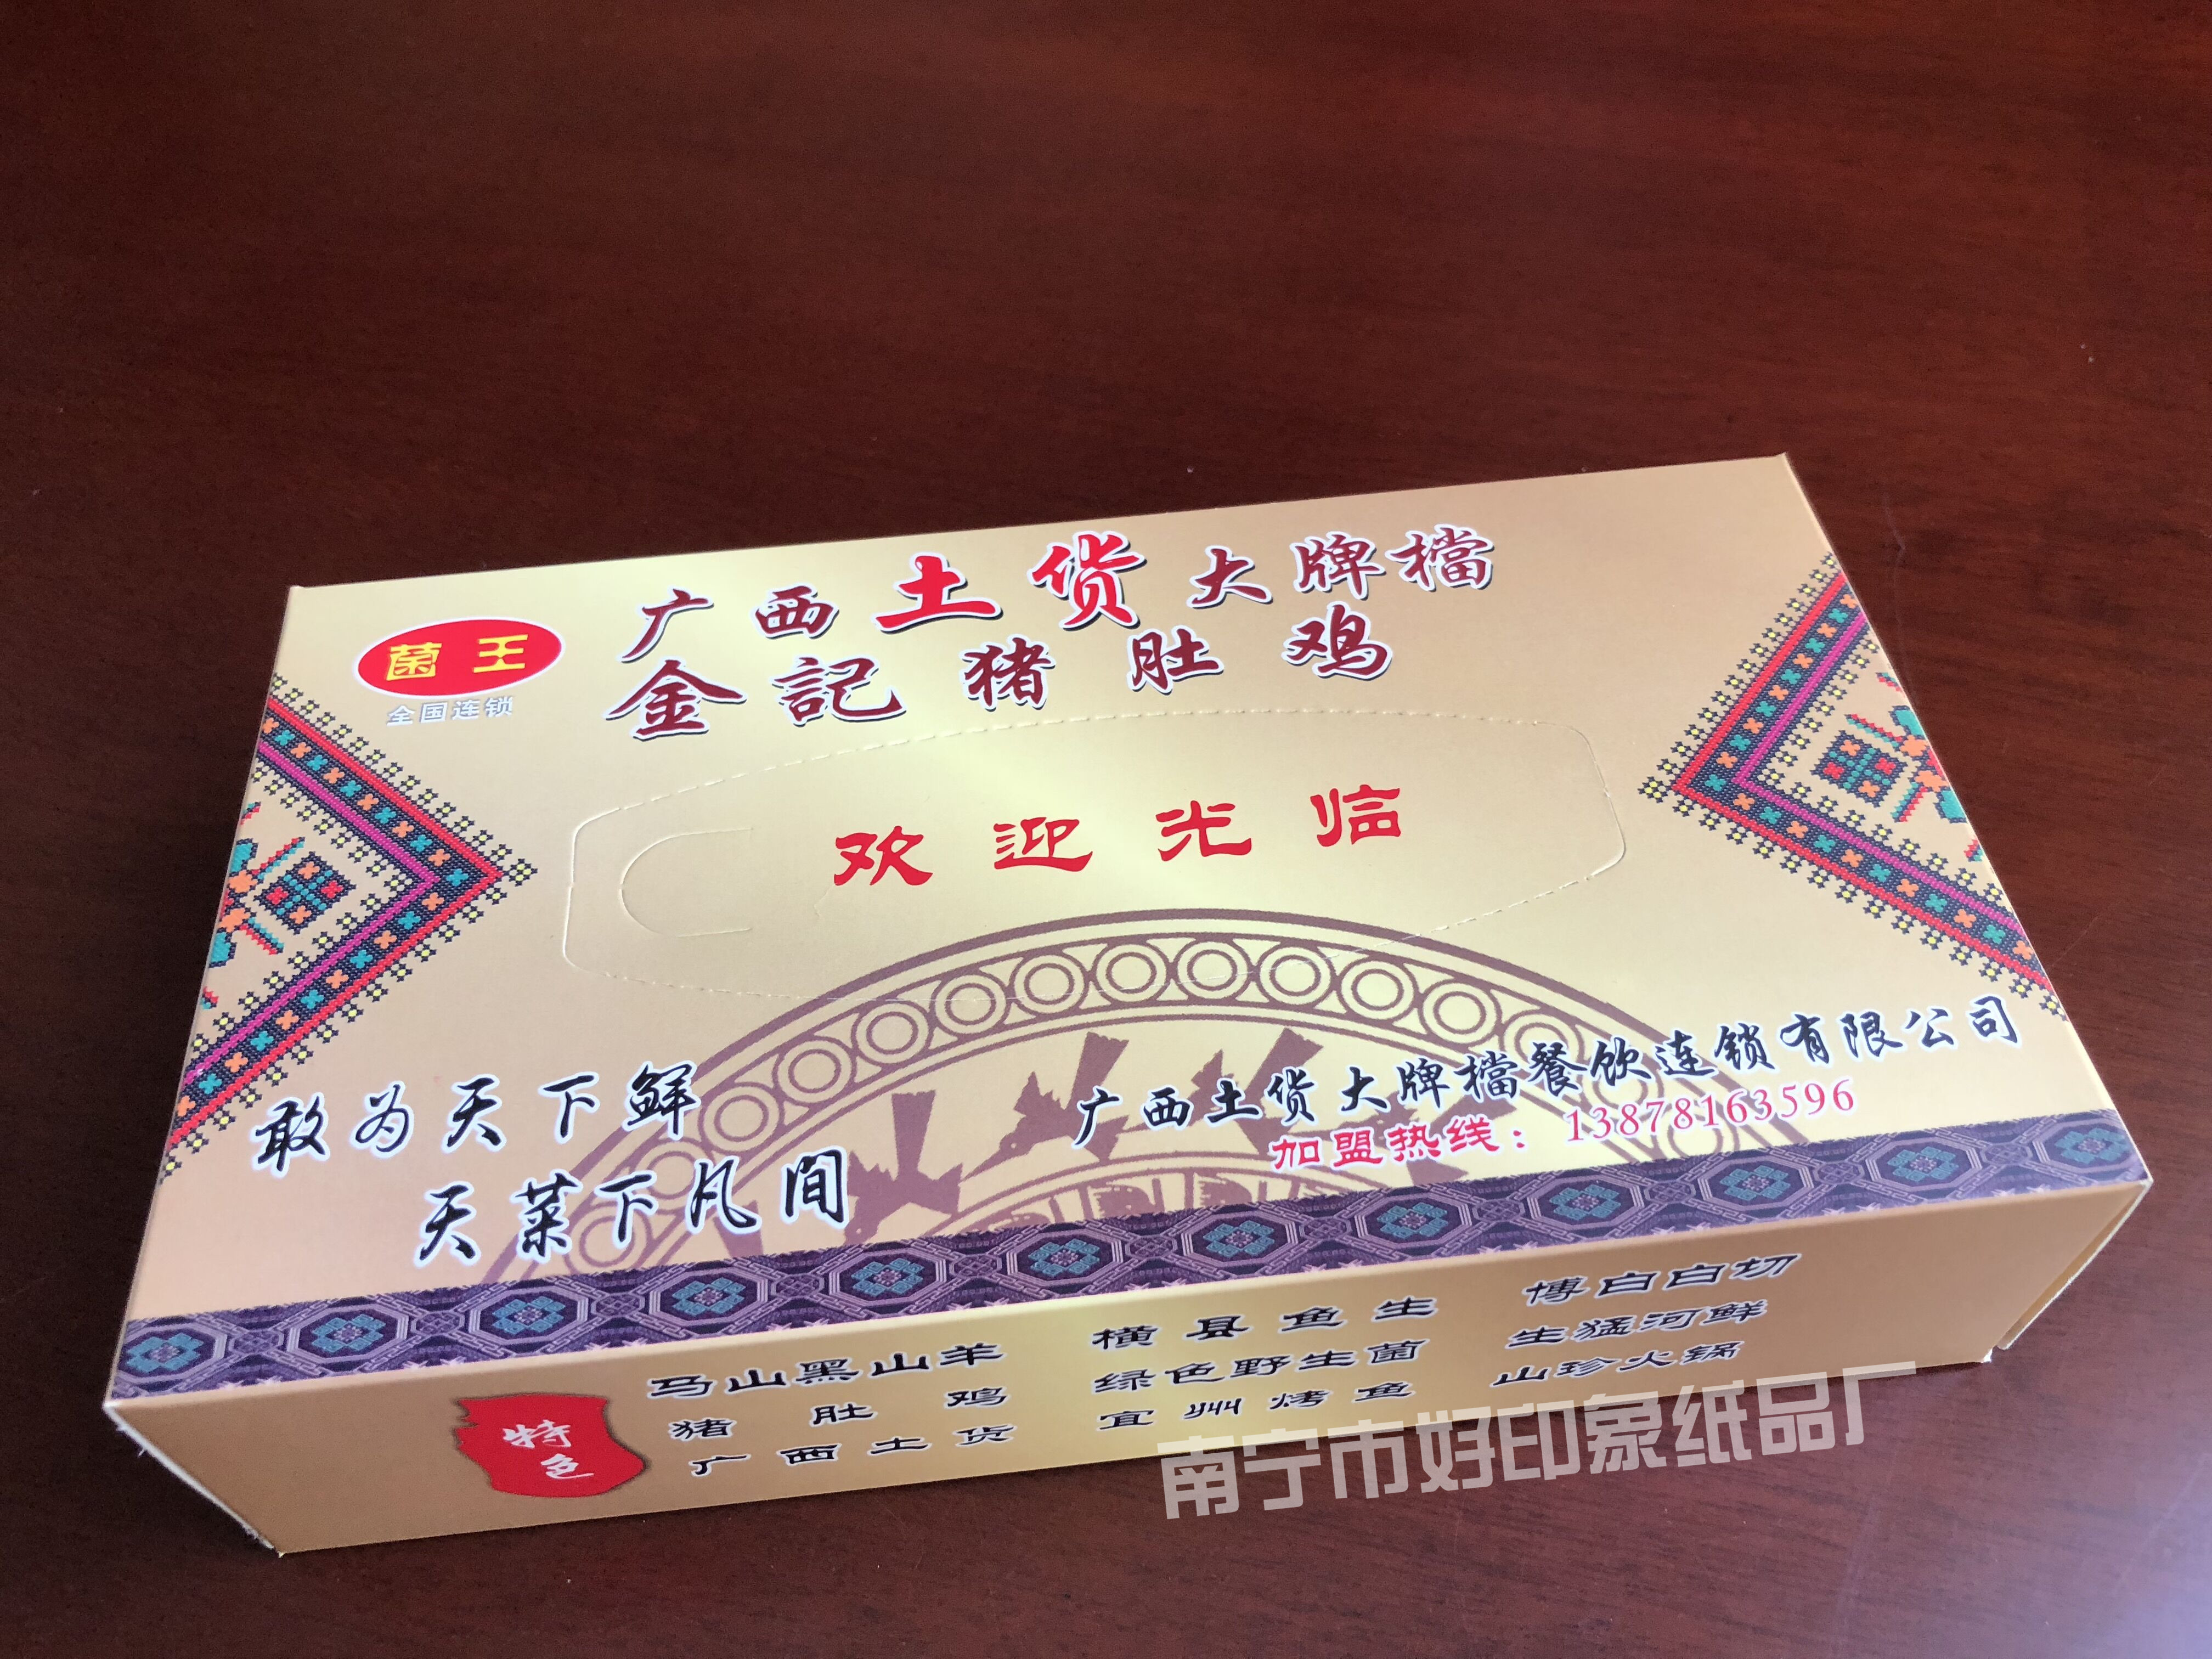 菌王
全国连锁
广西土货大牌檔
金記猪肚鸡
欢迎光临
敢为天下鲜
天菜下凡间
广西土货大牌檔餐饮连锁有限公司
加盟热线：13878163596
特色
马山黑山羊 横县鱼生 博白白切
猪肚鸡 绿色野生菌 生猛河鲜
广西土货 宜州烤鱼 山珍火锅
南宁市好印象纸品厂